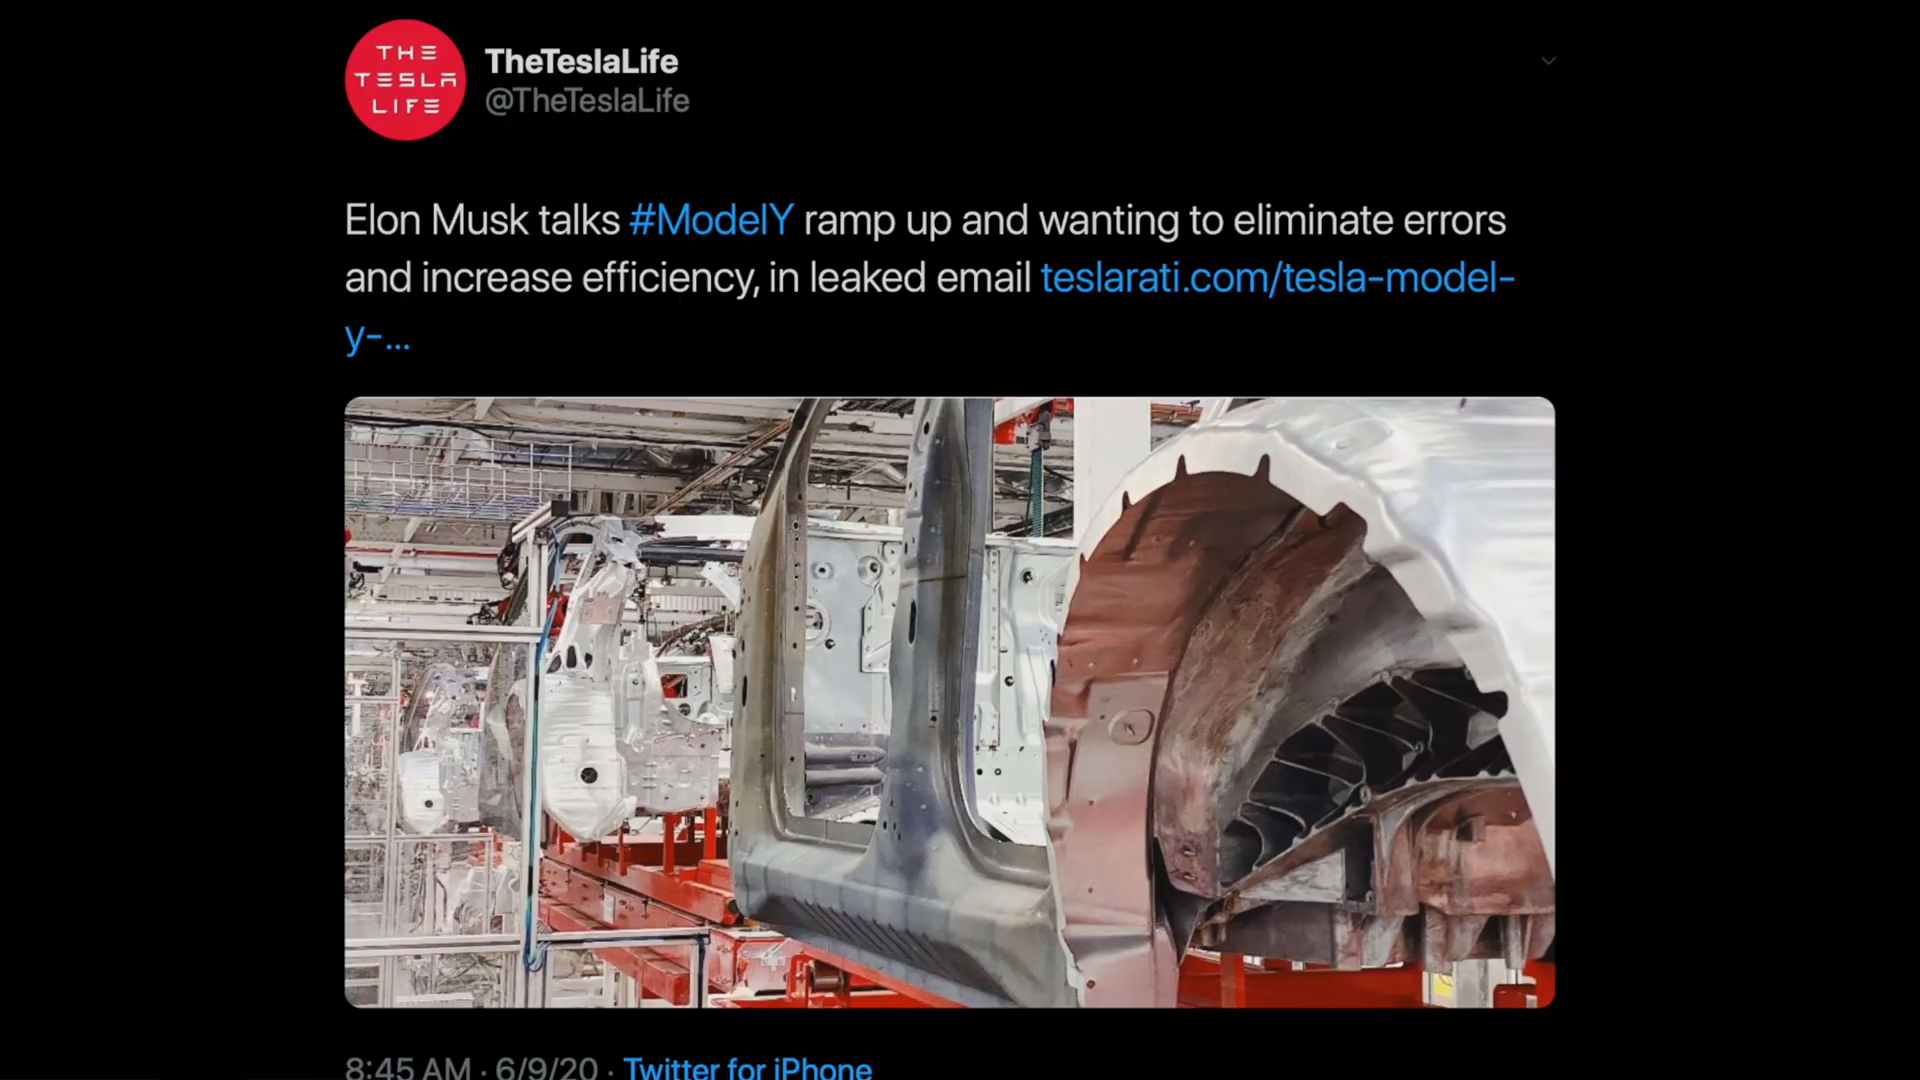 THE
TESLA
LIFE
TheTeslaLife
@TheTeslaLife
Elon Musk talks #ModelY ramp up and wanting to eliminate errors
and increase efficiency, in leaked email teslarati.com/tesla-model-
y-...
8:45 AM · 6/9/20 · Twitter for iPhone